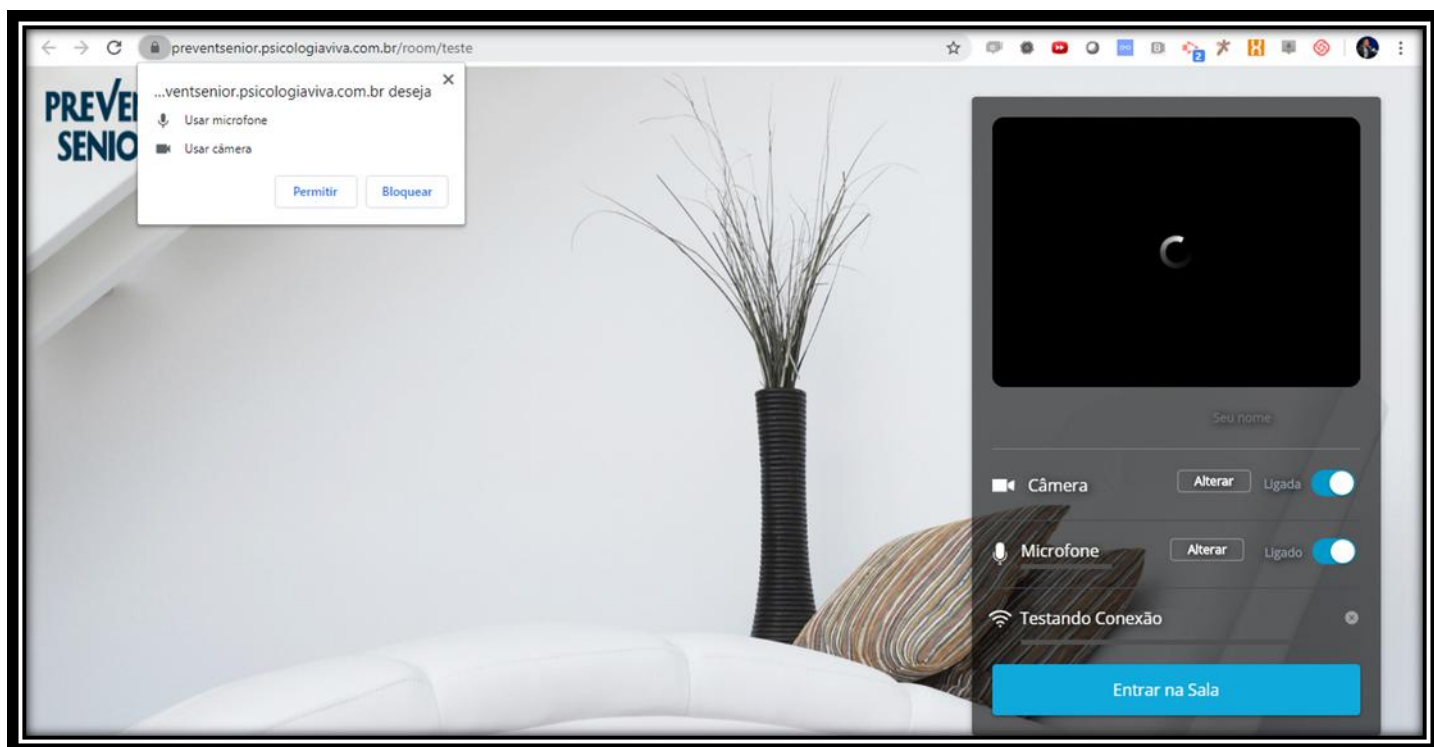 preventsenior.psicologiaviva.com.br/room/teste
2
PREVE
SENIO
...ventsenior.psicologiaviva.com.br deseja
Usar microfone
Usar câmera
Permitir
Bloquear
Seu nome
Câmera
Alterar
Ligada
Microfone
Alterar
Ligado
Testando Conexão
Entrar na Sala